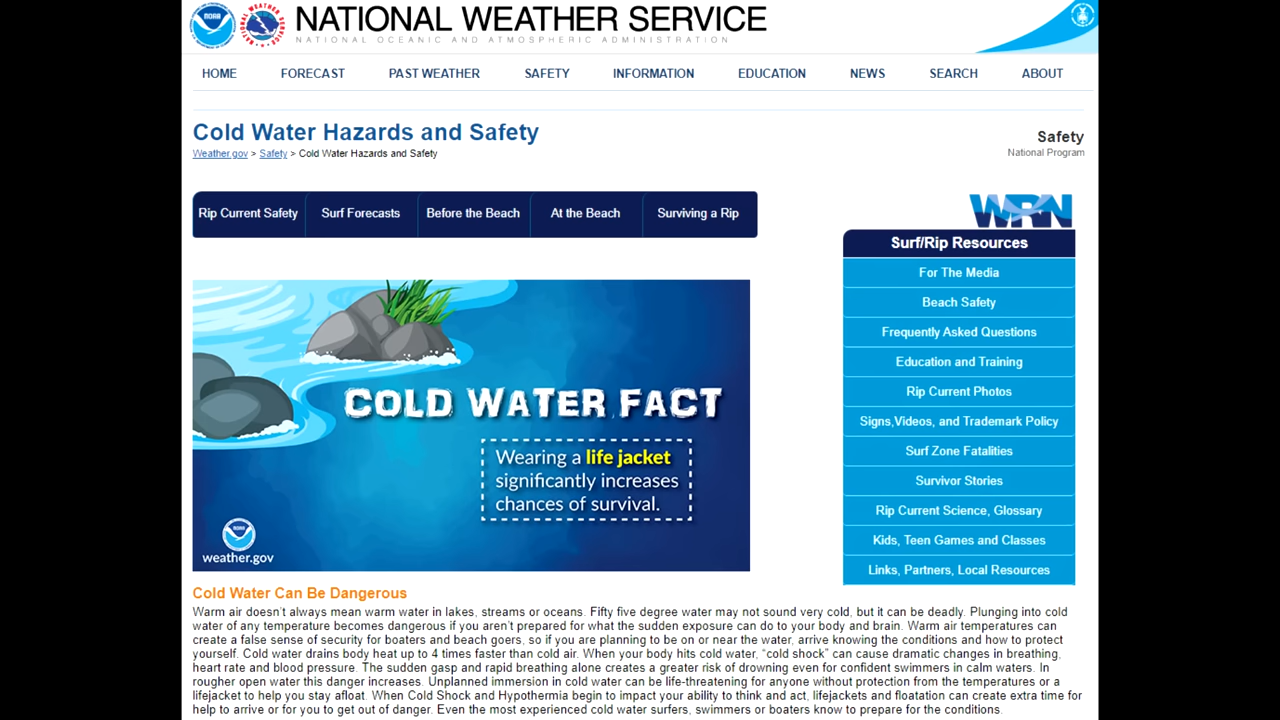 NOAA
NATIONAL WEATHER SERVICE
NATIONAL OCEANIC AND ATMOSPHERIC ADMINISTRATION
HOME FORECAST PAST WEATHER SAFETY INFORMATION EDUCATION NEWS SEARCH ABOUT
Cold Water Hazards and Safety
Weather.gov > Safety > Cold Water Hazards and Safety
Safety
National Program
Rip Current Safety Surf Forecasts Before the Beach At the Beach Surviving a Rip
WRN
Surf/Rip Resources
For The Media
Beach Safety
Frequently Asked Questions
Education and Training
Rip Current Photos
Signs,Videos, and Trademark Policy
Surf Zone Fatalities
Survivor Stories
Rip Current Science, Glossary
Kids, Teen Games and Classes
Links, Partners, Local Resources
COLD WATER FACT
Wearing a life jacket
significantly increases
chances of survival.
NOAA
weather.gov
Cold Water Can Be Dangerous
Warm air doesn't always mean warm water in lakes, streams or oceans. Fifty five degree water may not sound very cold, but it can be deadly. Plunging into cold
water of any temperature becomes dangerous if you aren't prepared for what the sudden exposure can do to your body and brain. Warm air temperatures can
create a false sense of security for boaters and beach goers, so if you are planning to be on or near the water, arrive knowing the conditions and how to protect
yourself. Cold water drains body heat up to 4 times faster than cold air. When your body hits cold water, “cold shock” can cause dramatic changes in breathing,
heart rate and blood pressure. The sudden gasp and rapid breathing alone creates a greater risk of drowning even for confident swimmers in calm waters. In
rougher open water this danger increases. Unplanned immersion in cold water can be life-threatening for anyone without protection from the temperatures or a
lifejacket to help you stay afloat. When Cold Shock and Hypothermia begin to impact your ability to think and act, lifejackets and floatation can create extra time for
help to arrive or for you to get out of danger. Even the most experienced cold water surfers, swimmers or boaters know to prepare for the conditions.